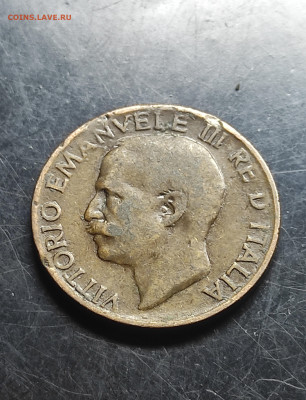 COINS.LAVE.RU
VITTORIO EMANVELE III RE D ITALIA